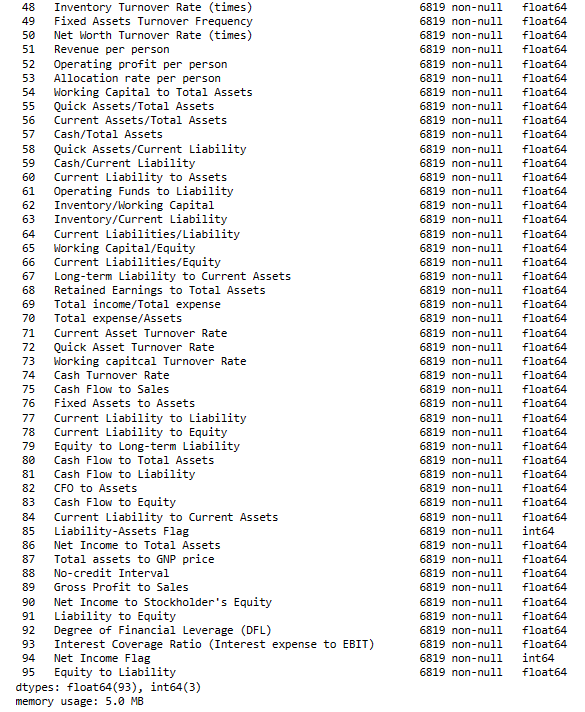 48 Inventory Turnover Rate (times) 6819 non-null float64
49 Fixed Assets Turnover Frequency 6819 non-null float64
50 Net Worth Turnover Rate (times) 6819 non-null float64
51 Revenue per person 6819 non-null float64
52 Operating profit per person 6819 non-null float64
53 Allocation rate per person 6819 non-null float64
54 Working Capital to Total Assets 6819 non-null float64
55 Quick Assets/Total Assets 6819 non-null float64
56 Current Assets/Total Assets 6819 non-null float64
57 Cash/Total Assets 6819 non-null float64
58 Quick Assets/Current Liability 6819 non-null float64
59 Cash/Current Liability 6819 non-null float64
60 Current Liability to Assets 6819 non-null float64
61 Operating Funds to Liability 6819 non-null float64
62 Inventory/Working Capital 6819 non-null float64
63 Inventory/Current Liability 6819 non-null float64
64 Current Liabilities/Liability 6819 non-null float64
65 Working Capital/Equity 6819 non-null float64
66 Current Liabilities/Equity 6819 non-null float64
67 Long-term Liability to Current Assets 6819 non-null float64
68 Retained Earnings to Total Assets 6819 non-null float64
69 Total income/Total expense 6819 non-null float64
70 Total expense/Assets 6819 non-null float64
71 Current Asset Turnover Rate 6819 non-null float64
72 Quick Asset Turnover Rate 6819 non-null float64
73 Working capitcal Turnover Rate 6819 non-null float64
74 Cash Turnover Rate 6819 non-null float64
75 Cash Flow to Sales 6819 non-null float64
76 Fixed Assets to Assets 6819 non-null float64
77 Current Liability to Liability 6819 non-null float64
78 Current Liability to Equity 6819 non-null float64
79 Equity to Long-term Liability 6819 non-null float64
80 Cash Flow to Total Assets 6819 non-null float64
81 Cash Flow to Liability 6819 non-null float64
82 CFO to Assets 6819 non-null float64
83 Cash Flow to Equity 6819 non-null float64
84 Current Liability to Current Assets 6819 non-null float64
85 Liability-Assets Flag 6819 non-null int64
86 Net Income to Total Assets 6819 non-null float64
87 Total assets to GNP price 6819 non-null float64
88 No-credit Interval 6819 non-null float64
89 Gross Profit to Sales 6819 non-null float64
90 Net Income to Stockholder's Equity 6819 non-null float64
91 Liability to Equity 6819 non-null float64
92 Degree of Financial Leverage (DFL) 6819 non-null float64
93 Interest Coverage Ratio (Interest expense to EBIT) 6819 non-null float64
94 Net Income Flag 6819 non-null int64
95 Equity to Liability 6819 non-null float64
dtypes: float64(93), int64(3)
memory usage: 5.0 MB